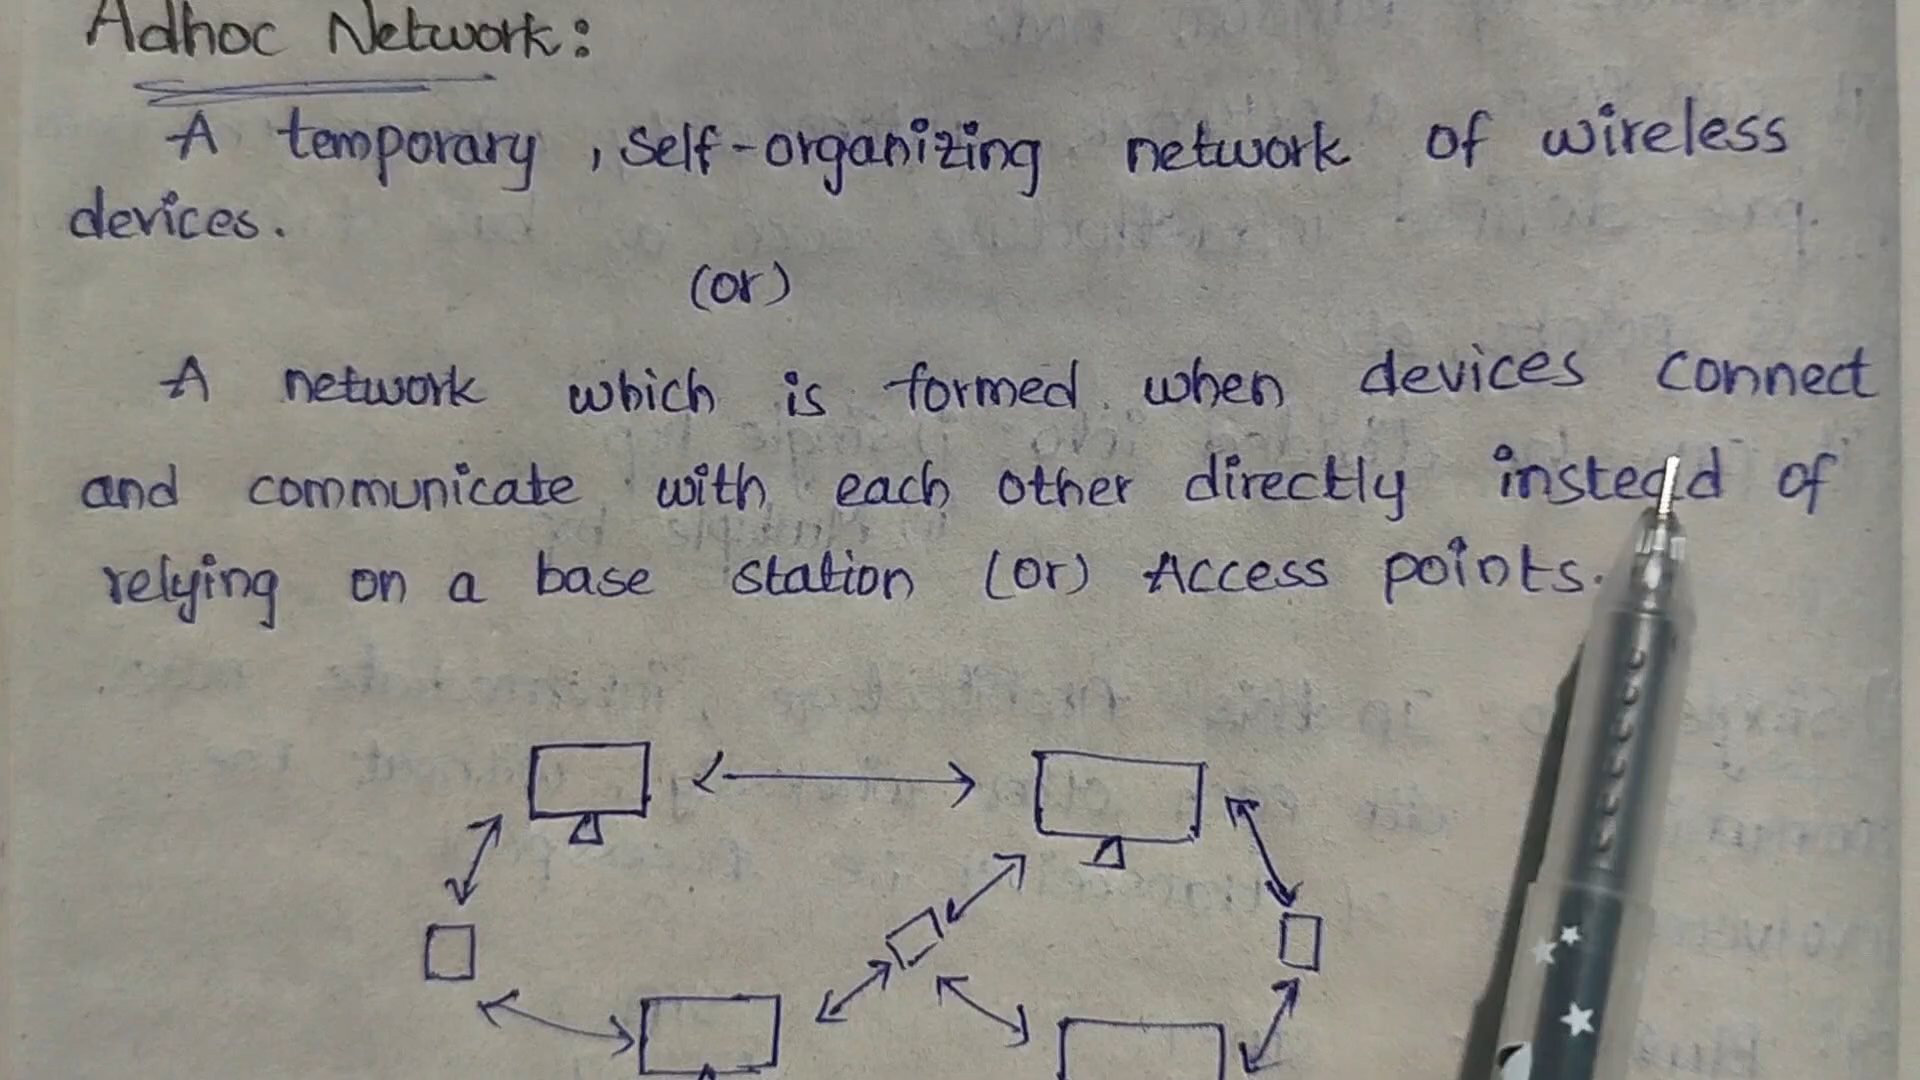 Adhoc Network:
A temporary, self-organizing network of wireless
devices.
(or)
A network which is formed when devices connect
and communicate with each other directly instead of
relying on a base station (or) Access points.